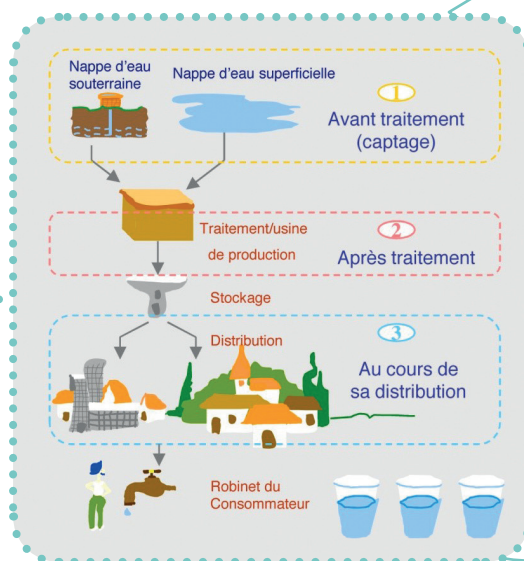 Nappe d'eau
souterraine
Nappe d'eau superficielle
1
Avant traitement
(captage)
Traitement/usine
de production
2
Après traitement
Stockage
Distribution
3
Au cours de
sa distribution
Robinet du
Consommateur